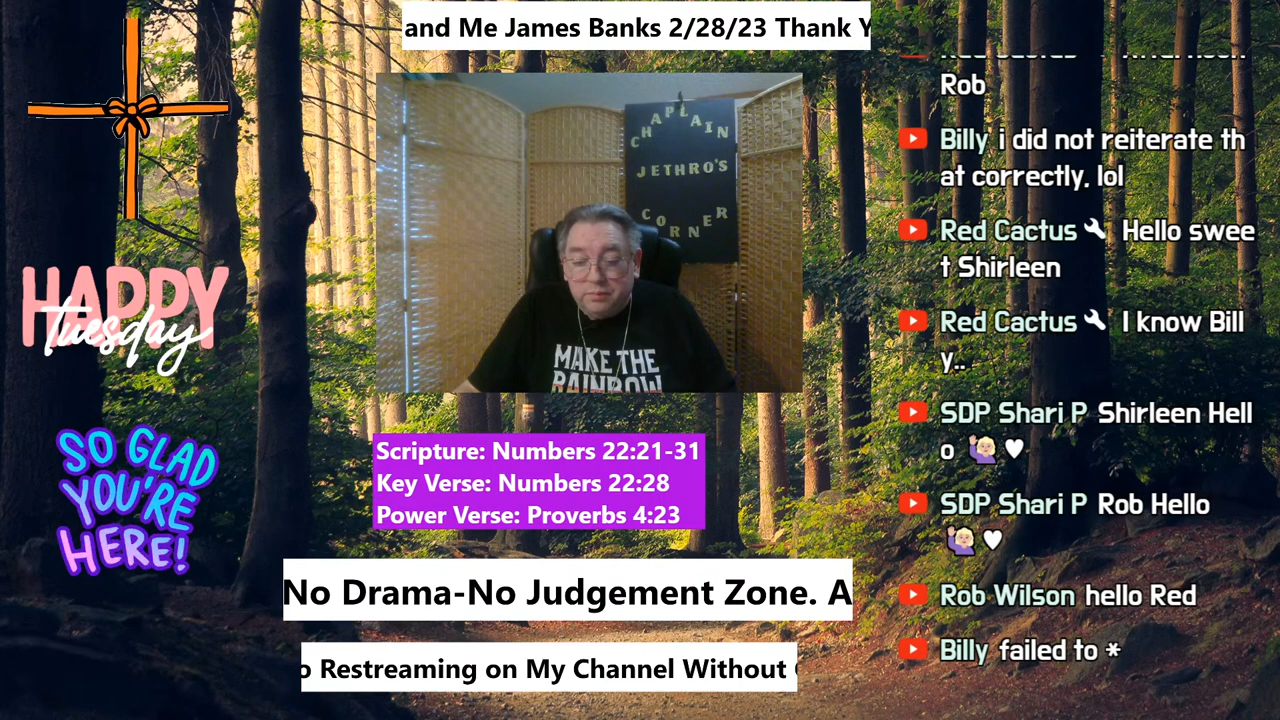 and Me James Banks 2/28/23 Thank Y
CHAPLAIN
JETHRO'S
CORNER
MAKE THE
RAINBOW
HAPPY
Tuesday
SO GLAD
YOU'RE
HERE!
Scripture: Numbers 22:21-31
Key Verse: Numbers 22:28
Power Verse: Proverbs 4:23
No Drama-No Judgement Zone. A
o Restreaming on My Channel Without
Rob
Billy i did not reiterate th
at correctly, lol
Red Cactus Hello swee
t Shirleen
Red Cactus I know Bill
y..
SDP Shari P Shirleen Hell
o 🙋🏼‍♀️ ♥
SDP Shari P Rob Hello
🙋🏼‍♀️ ♥
Rob Wilson hello Red
Billy failed to *